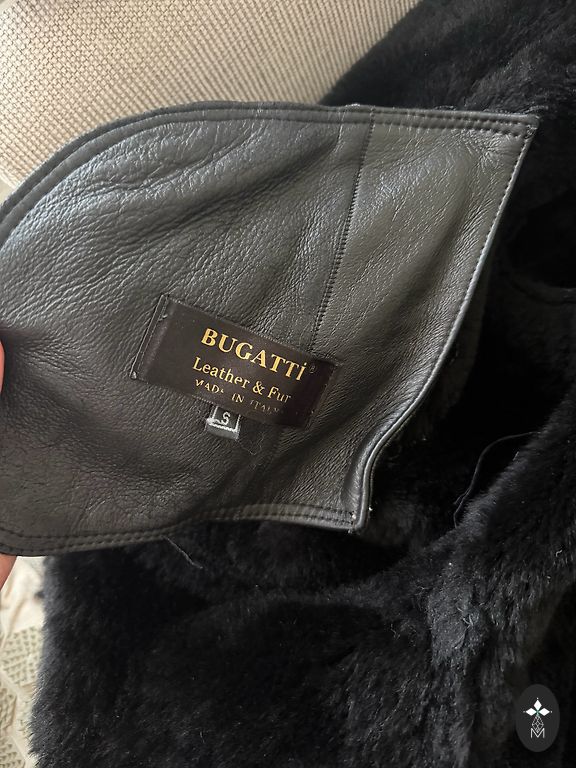 BUGATTI®
Leather & Fur
MADE IN ITALY
S